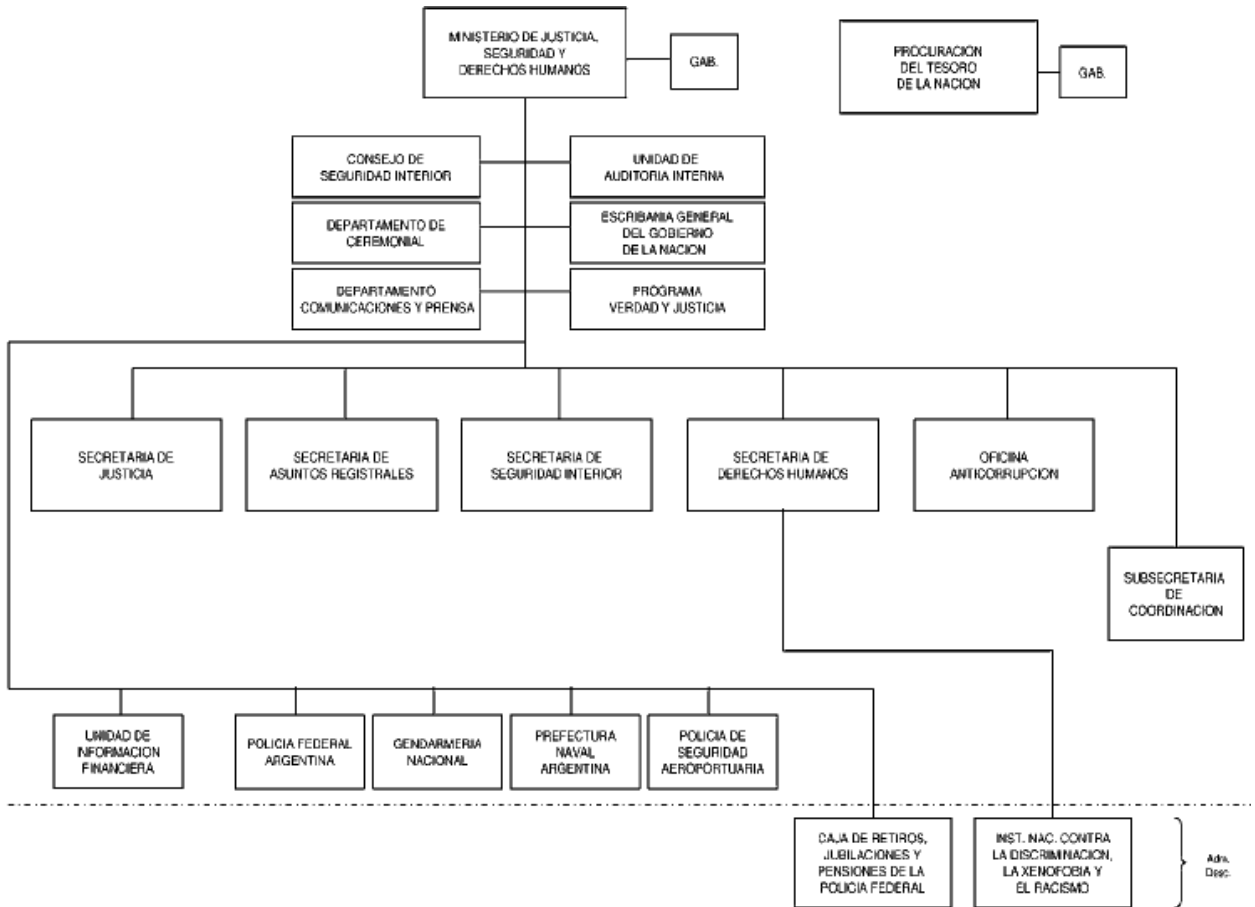 MINISTERIO DE JUSTICIA,
SEGURIDAD Y
DERECHOS HUMANOS
GAB.
PROCURACION
DEL TESORO
DE LA NACION
GAB.
CONSEJO DE
SEGURIDAD INTERIOR
UNIDAD DE
AUDITORIA INTERNA
DEPARTAMENTO DE
CEREMONIAL
ESCRIBANIA GENERAL
DEL GOBIERNO
DE LA NACION
DEPARTAMENTO
COMUNICACIONES Y PRENSA
PROGRAMA
VERDAD Y JUSTICIA
SECRETARIA DE
JUSTICIA
SECRETARIA DE
ASUNTOS REGISTRALES
SECRETARIA DE
SEGURIDAD INTERIOR
SECRETARIA DE
DERECHOS HUMANOS
OFICINA
ANTICORRUPCION
SUBSECRETARIA
DE
COORDINACION
UNIDAD DE
INFORMACION
FINANCIERA
POLICIA FEDERAL
ARGENTINA
GENDARMERIA
NACIONAL
PREFECTURA
NAVAL
ARGENTINA
POLICIA DE
SEGURIDAD
AEROPORTUARIA
CAJA DE RETIROS,
JUBILACIONES Y
PENSIONES DE LA
POLICIA FEDERAL
INST. NAC. CONTRA
LA DISCRIMINACION,
LA XENOFOBIA Y
EL RACISMO
Adm.
Desc.